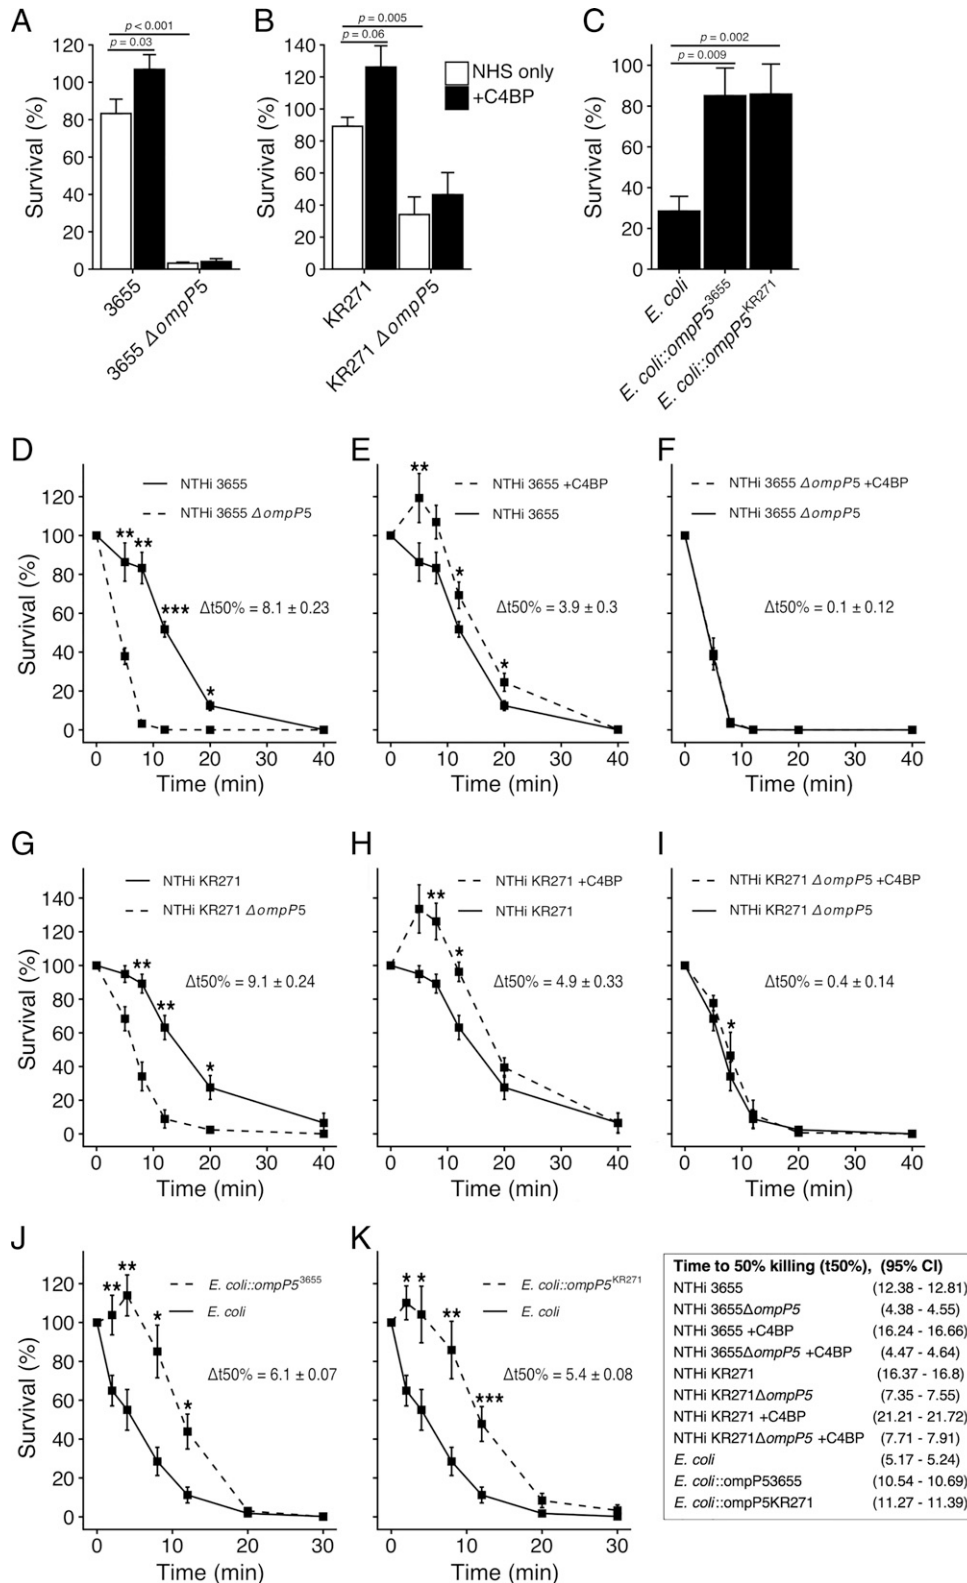 A
p < 0.001
p = 0.03
120
100
80
60
40
20
0
Survival (%)
3655
3655 ΔompP5
B
p = 0.005
p = 0.06
140
120
100
80
60
40
20
0
Survival (%)
KR271
KR271 ΔompP5
NHS only
+C4BP
C
p = 0.002
p = 0.009
100
80
60
40
20
0
Survival (%)
E. coli
E. coli::ompP5^3655
E. coli::ompP5^KR271
D
NTHi 3655
NTHi 3655 ΔompP5
120
100
80
60
40
20
0
Survival (%)
** ** *** *
Δt50% = 8.1 ± 0.23
0 10 20 30 40
Time (min)
E
NTHi 3655 +C4BP
NTHi 3655
** * *
Δt50% = 3.9 ± 0.3
0 10 20 30 40
Time (min)
F
NTHi 3655 ΔompP5 +C4BP
NTHi 3655 ΔompP5
Δt50% = 0.1 ± 0.12
0 10 20 30 40
Time (min)
G
NTHi KR271
NTHi KR271 ΔompP5
140
120
100
80
60
40
20
0
Survival (%)
** ** *
Δt50% = 9.1 ± 0.24
0 10 20 30 40
Time (min)
H
NTHi KR271 +C4BP
NTHi KR271
** *
Δt50% = 4.9 ± 0.33
0 10 20 30 40
Time (min)
I
NTHi KR271 ΔompP5 +C4BP
NTHi KR271 ΔompP5
*
Δt50% = 0.4 ± 0.14
0 10 20 30 40
Time (min)
J
E. coli::ompP5^3655
E. coli
120
100
80
60
40
20
0
Survival (%)
** ** * *
Δt50% = 6.1 ± 0.07
0 10 20 30
Time (min)
K
E. coli::ompP5^KR271
E. coli
* * ** ***
Δt50% = 5.4 ± 0.08
0 10 20 30
Time (min)
Time to 50% killing (t50%), (95% CI)
NTHi 3655 (12.38 - 12.81)
NTHi 3655ΔompP5 (4.38 - 4.55)
NTHi 3655 +C4BP (16.24 - 16.66)
NTHi 3655ΔompP5 +C4BP (4.47 - 4.64)
NTHi KR271 (16.37 - 16.8)
NTHi KR271ΔompP5 (7.35 - 7.55)
NTHi KR271 +C4BP (21.21 - 21.72)
NTHi KR271ΔompP5 +C4BP (7.71 - 7.91)
E. coli (5.17 - 5.24)
E. coli::ompP53655 (10.54 - 10.69)
E. coli::ompP5KR271 (11.27 - 11.39)